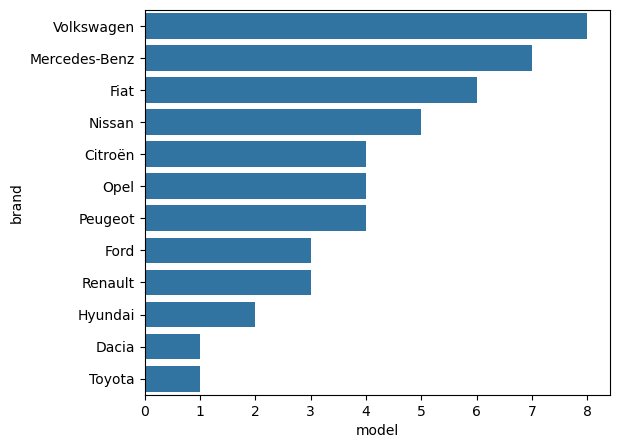 Volkswagen
Mercedes-Benz
Fiat
Nissan
Citroën
Opel
Peugeot
Ford
Renault
Hyundai
Dacia
Toyota
brand
0 1 2 3 4 5 6 7 8
model